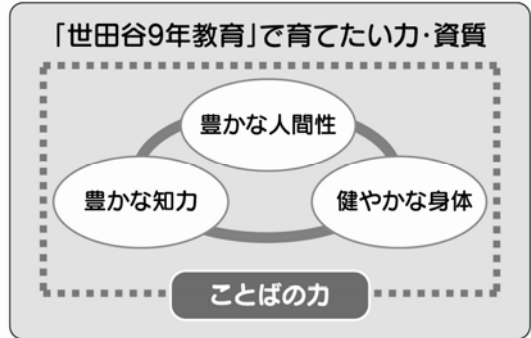 「世田谷9年教育」で育てたい力・資質
豊かな人間性
豊かな知力
健やかな身体
ことばの力